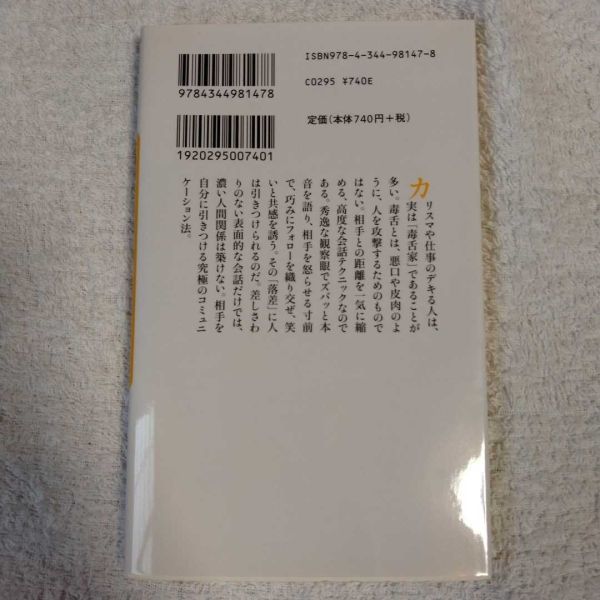 ISBN978-4-344-98147-8
C0295 ¥740E
9784344981478
定価(本体740円+税)
1920295007401
カリスマや仕事のデキる人は、
実は「毒舌家」であることが
多い。毒舌とは、悪口や皮肉のよ
うに、人を攻撃するためのもので
はない。相手との距離を一気に縮
める、高度な会話テクニックなので
ある。秀逸な観察眼でズバッと本
音を語り、相手を怒らせる寸前
で、巧みにフォローを織り交ぜ、笑
いと共感を誘う。その「落差」に人
は引きつけられるのだ。差しさわ
りのない表面的な会話だけでは、
濃い人間関係は築けない。相手を
自分に引きつける究極のコミュニ
ケーション法。